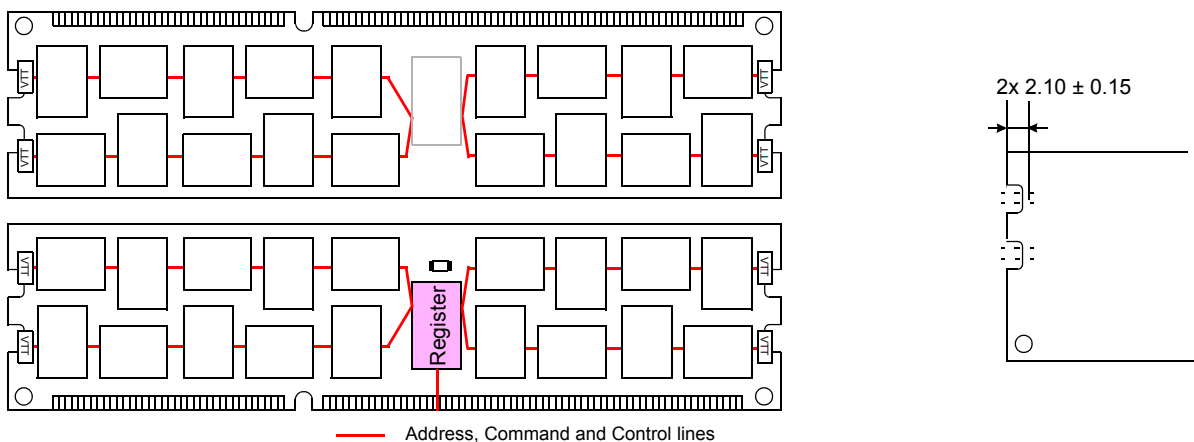 VTT
VTT
VTT
VTT
2x 2.10 ± 0.15
VTT
VTT
VTT
VTT
Register
Address, Command and Control lines